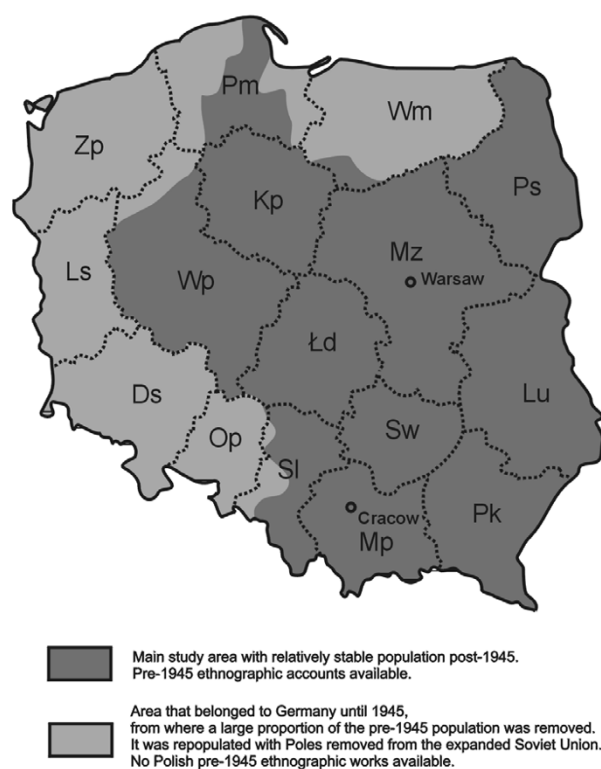 Pm
Wm
Zp
Kp
Ps
Mz
Ls
Wp
Warsaw
Łd
Ds
Lu
Op
Sw
Sl
Pk
Cracow
Mp
Main study area with relatively stable population post-1945.
Pre-1945 ethnographic accounts available.
Area that belonged to Germany until 1945,
from where a large proportion of the pre-1945 population was removed.
It was repopulated with Poles removed from the expanded Soviet Union.
No Polish pre-1945 ethnographic works available.